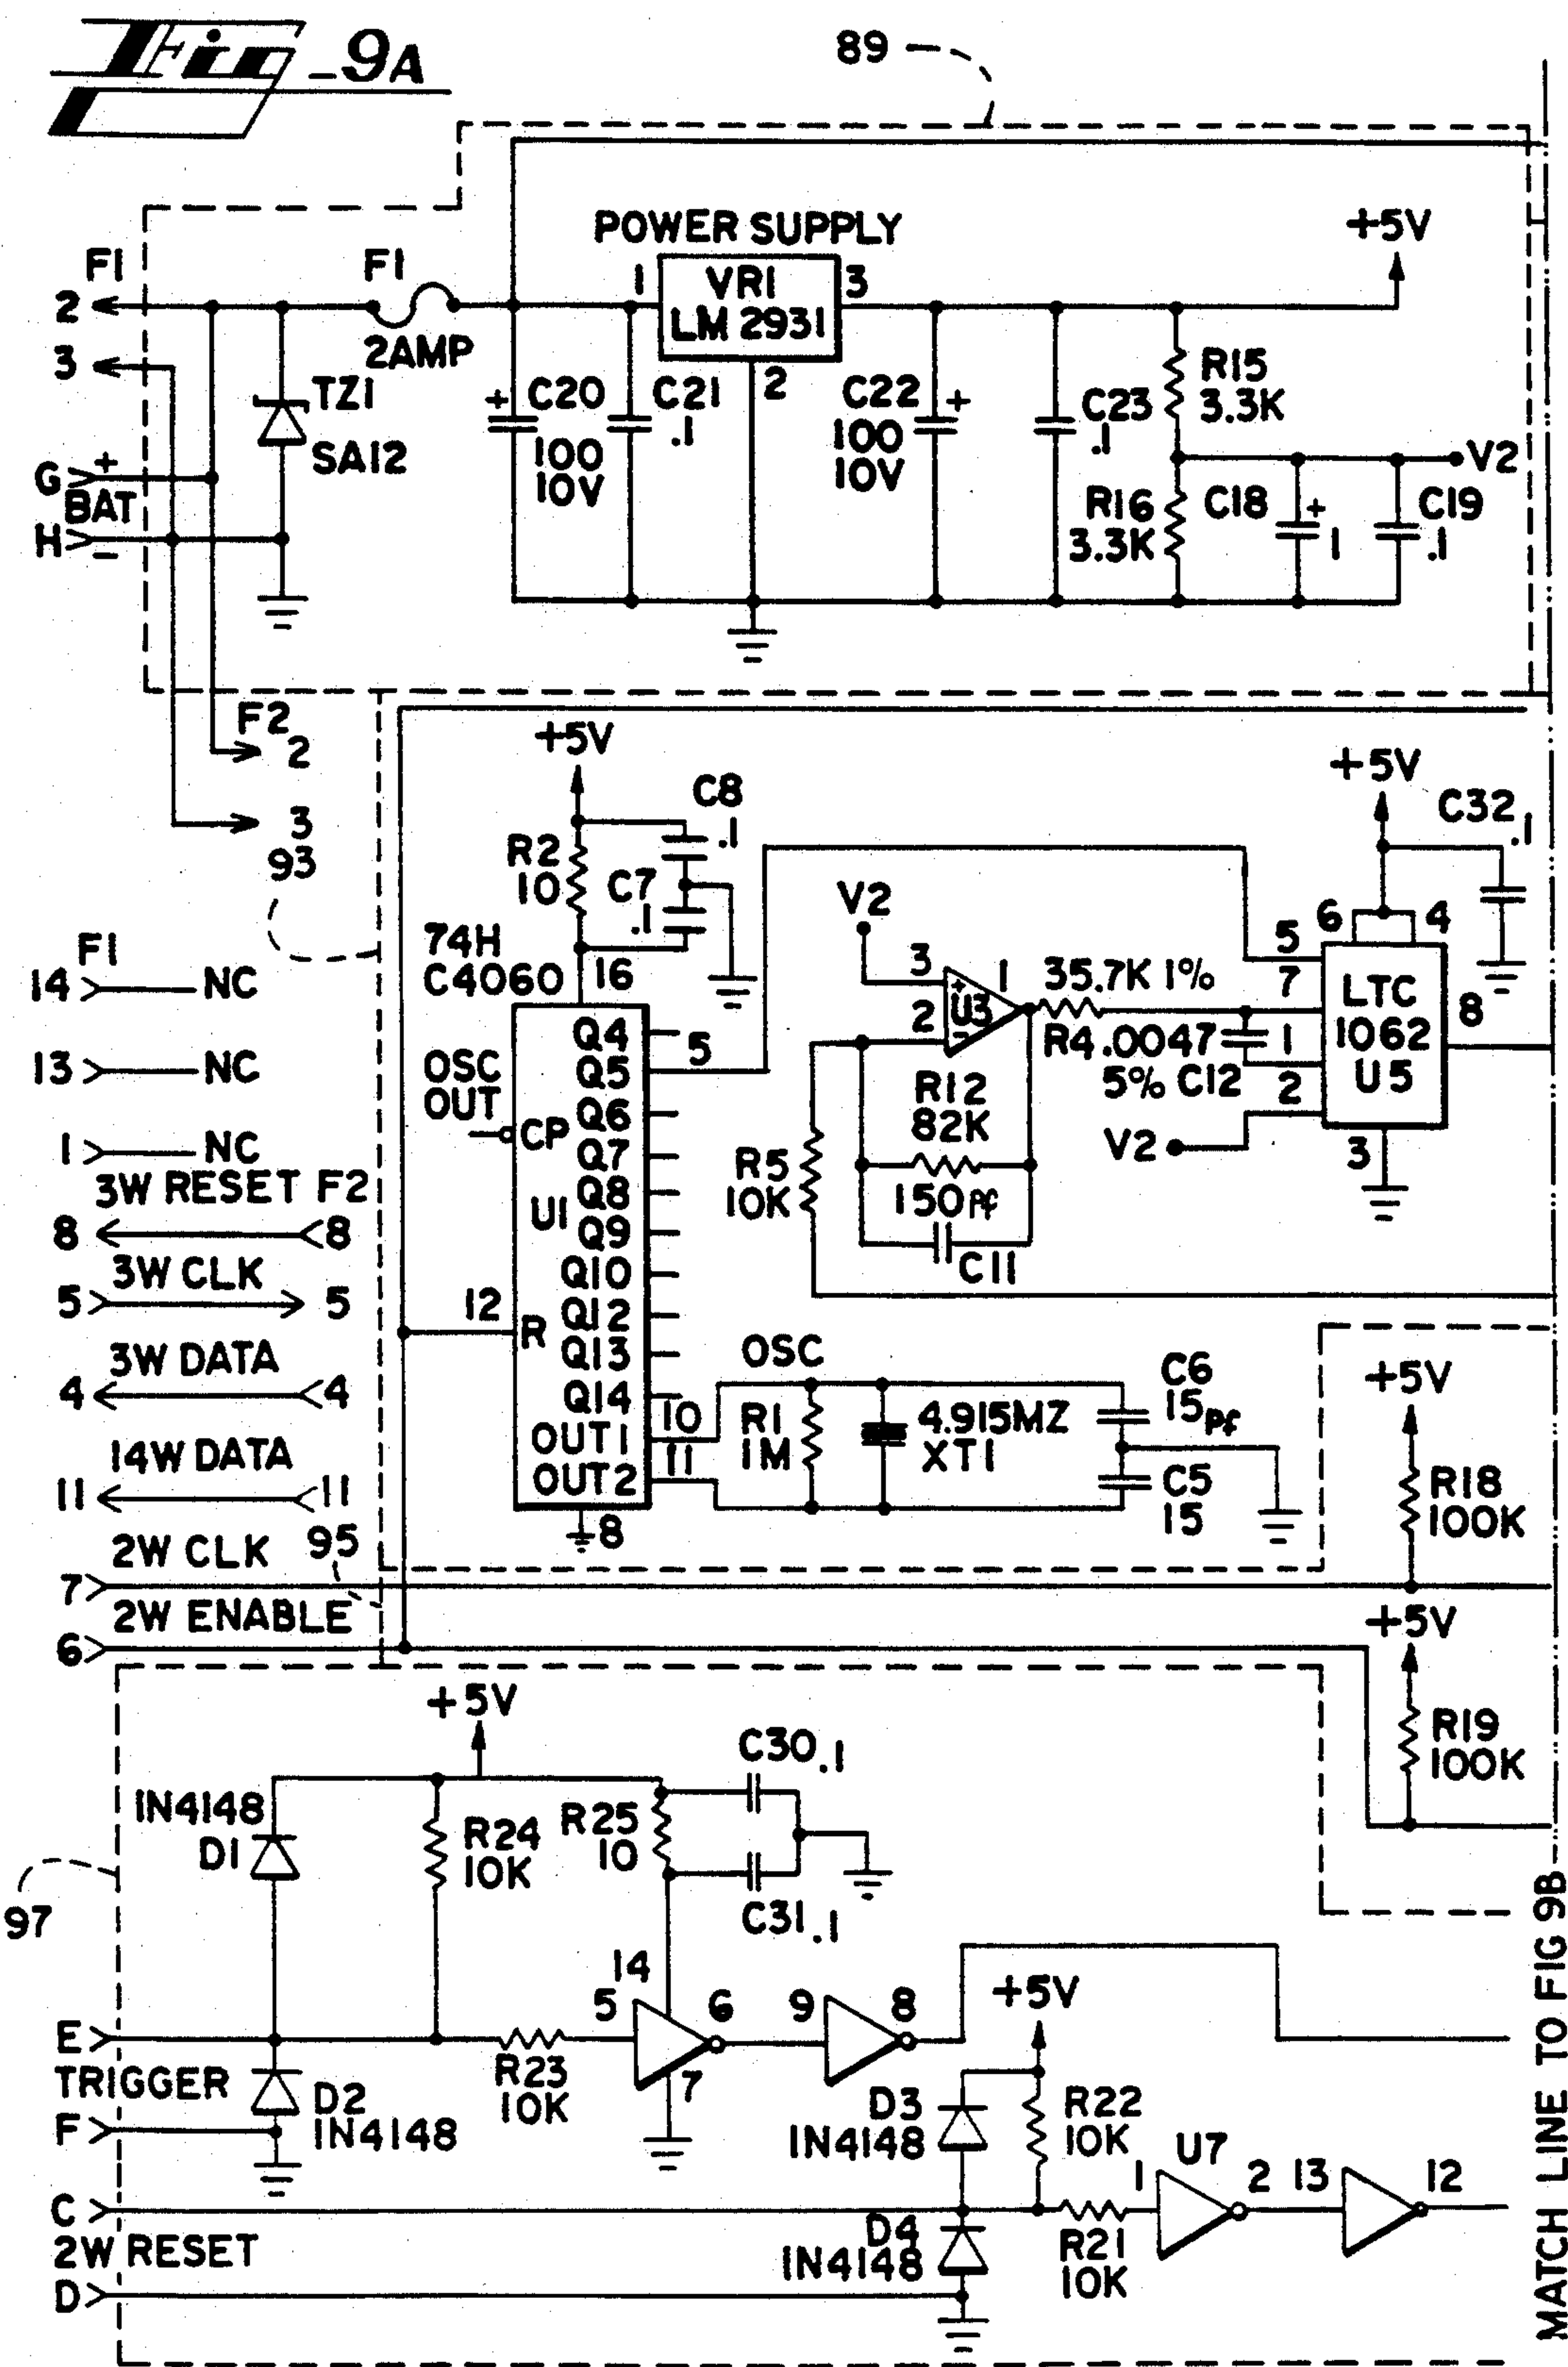 Fig-9A
89
POWER SUPPLY
+5V
F1
F1
1
VR1
3
2
LM 2931
3
2AMP
2
TZ1
SA12
+
C20
100
10V
C21
.1
C22
+
100
10V
C23
.1
R15
3.3K
V2
G
+
BAT
H
-
R16
3.3K
C18
+
1
C19
.1
F2
2
3
93
+5V
C8
.1
R2
10
C7
.1
74H
C4060
16
+5V
C32
.1
V2
6
4
5
3
1
35.7K 1%
7
LTC
2
+
U3
-
R4
.0047
1
1062
8
5% C12
2
U5
V2
3
F1
14
NC
13
NC
1
NC
OSC
OUT
Q4
Q5
5
Q6
CP
Q7
Q8
U1
Q9
Q10
12
Q12
R
Q13
Q14
10
OUT1
11
OUT2
8
R12
82K
R5
10K
150pf
C11
3W RESET F2
8
8
3W CLK
5
5
3W DATA
4
4
14W DATA
11
11
OSC
R1
1M
4.915MZ
XT1
C6
15pf
C5
15
+5V
R18
100K
2W CLK
95
7
2W ENABLE
6
+5V
R19
100K
+5V
C30
.1
1N4148
D1
R24
10K
R25
10
C31
.1
97
14
5
6
9
8
+5V
E
TRIGGER
F
D2
1N4148
R23
10K
7
D3
1N4148
R22
10K
U7
1
2
13
12
C
2W RESET
D
D4
1N4148
R21
10K
MATCH LINE TO FIG 9B